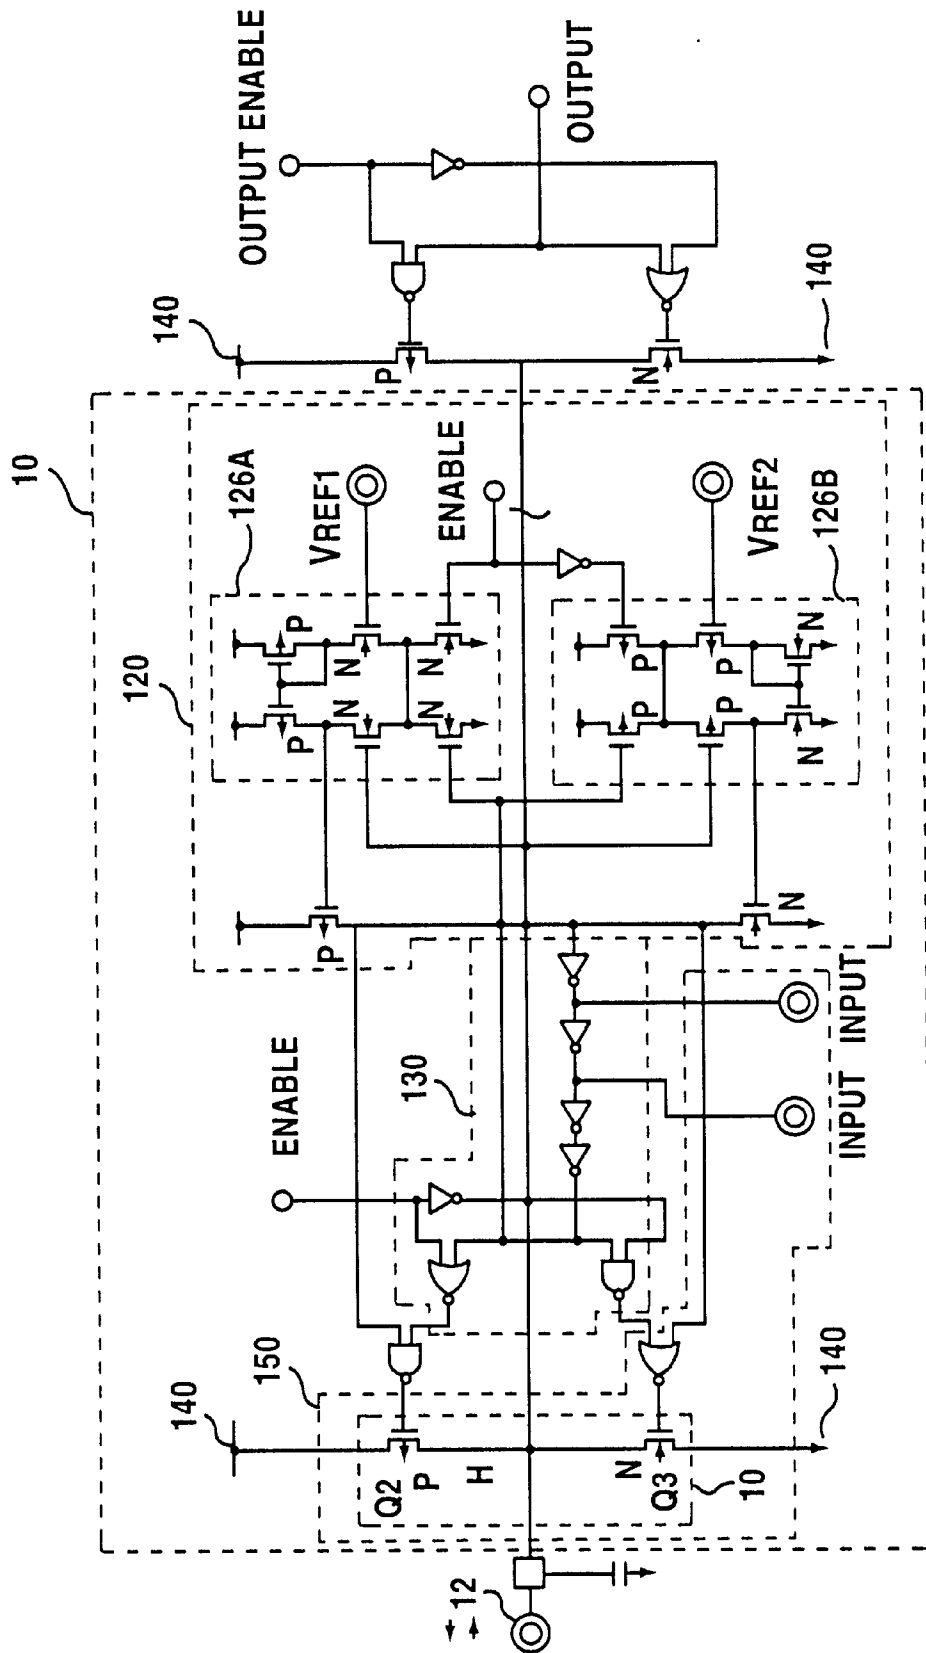 OUTPUT ENABLE
OUTPUT
140
P
N
140
10
120
126A
VREF1
ENABLE
VREF2
126B
P
P
N
N
N
N
P
P
P
P
N
N
P
N
ENABLE
130
INPUT
INPUT
150
140
Q2
P
H
N
Q3
10
140
12